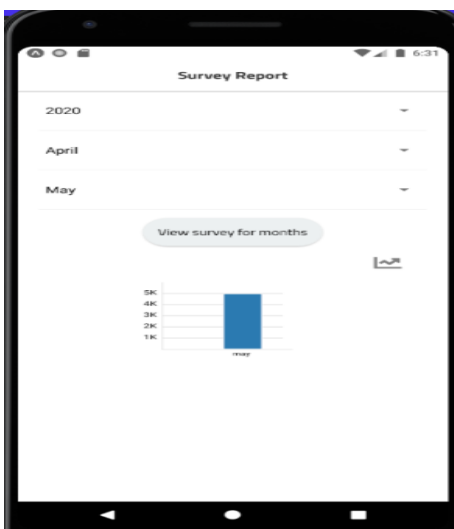 6:31
Survey Report
2020
April
May
View survey for months
5K
4K
3K
2K
1K
may